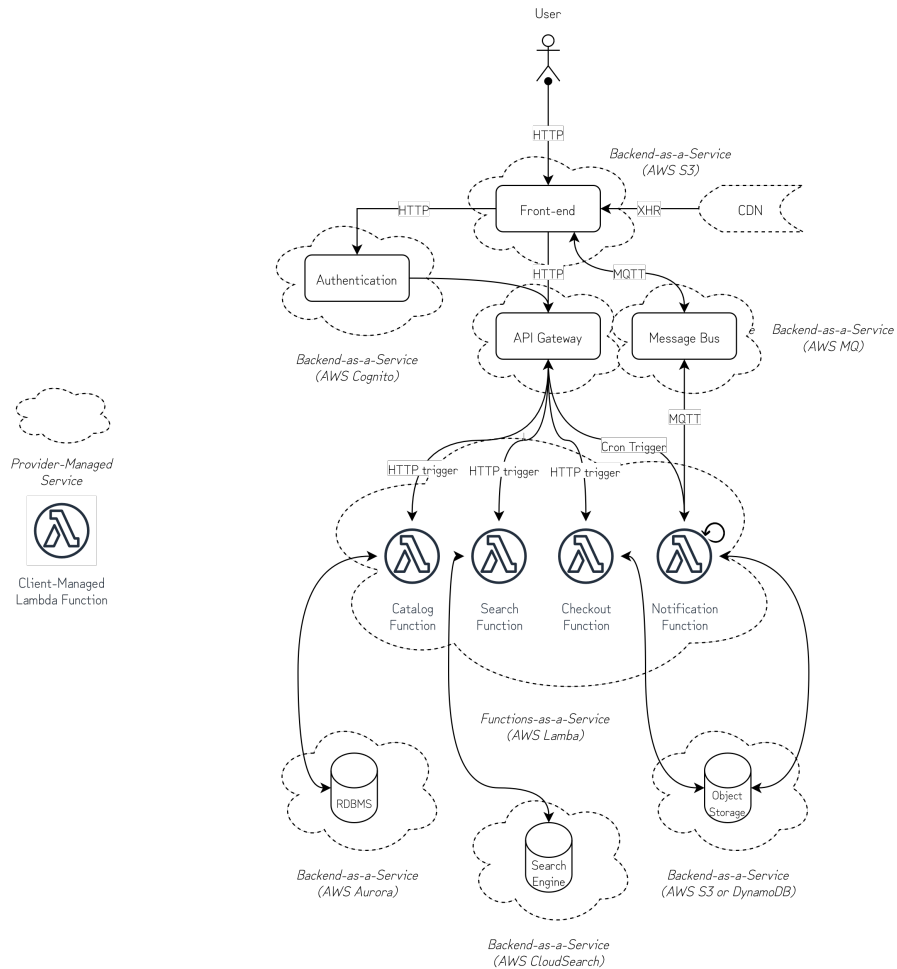 User
HTTP
Backend-as-a-Service
(AWS S3)
HTTP
Front-end
XHR
CDN
Authentication
HTTP
MQTT
API Gateway
Message Bus
Backend-as-a-Service
(AWS MQ)
Backend-as-a-Service
(AWS Cognito)
MQTT
Cron Trigger
Provider-Managed
Service
HTTP trigger
HTTP trigger
HTTP trigger
Client-Managed
Lambda Function
Catalog
Function
Search
Function
Checkout
Function
Notification
Function
Functions-as-a-Service
(AWS Lamba)
RDBMS
Object
Storage
Search
Engine
Backend-as-a-Service
(AWS Aurora)
Backend-as-a-Service
(AWS S3 or DynamoDB)
Backend-as-a-Service
(AWS CloudSearch)